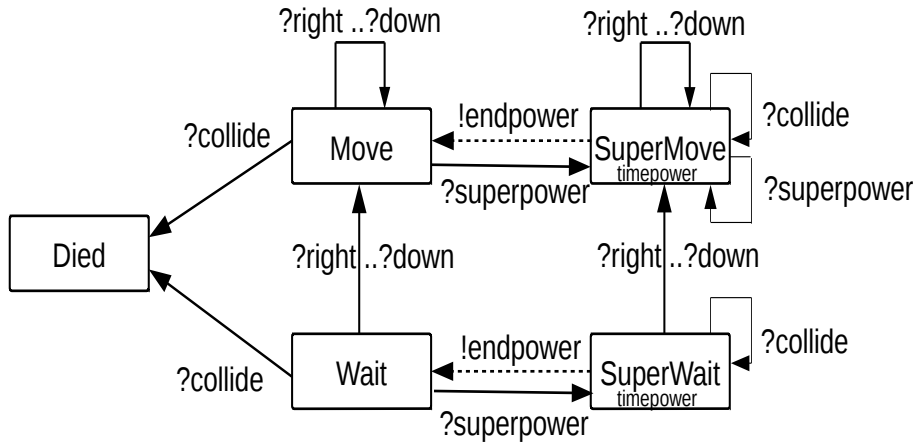 ?right ..?down
?right ..?down
?collide
!endpower
?collide
Move
SuperMove
timepower
?superpower
?superpower
Died
?right ..?down
?right ..?down
?collide
!endpower
?collide
Wait
SuperWait
timepower
?superpower